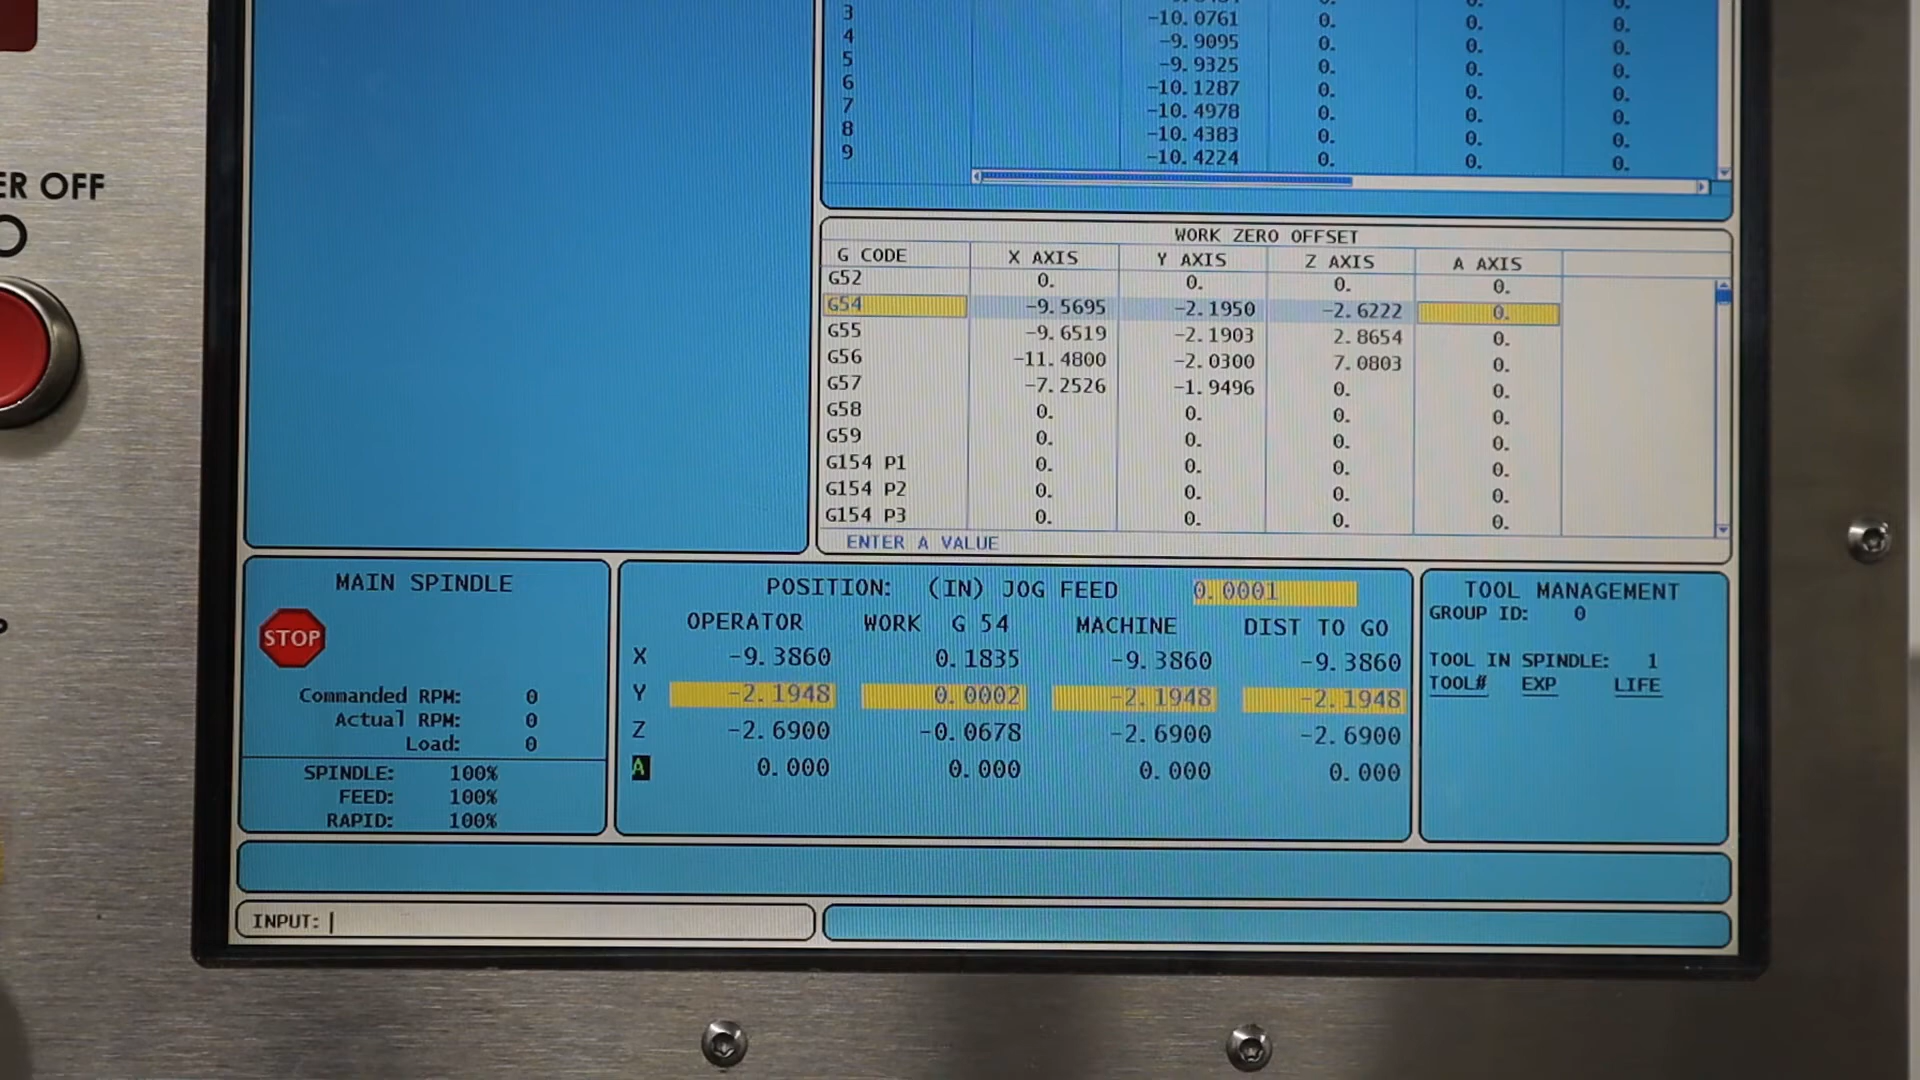 3 -10.0761 0. 0. 0.
4 -9.9095 0. 0. 0.
5 -9.9325 0. 0. 0.
6 -10.1287 0. 0. 0.
7 -10.4978 0. 0. 0.
8 -10.4383 0. 0. 0.
9 -10.4224 0. 0. 0.
ER OFF
WORK ZERO OFFSET
G CODE X AXIS Y AXIS Z AXIS A AXIS
G52 0. 0. 0. 0.
G54 -9.5695 -2.1950 -2.6222 0.
G55 -9.6519 -2.1903 2.8654 0.
G56 -11.4800 -2.0300 7.0803 0.
G57 -7.2526 -1.9496 0. 0.
G58 0. 0. 0. 0.
G59 0. 0. 0. 0.
G154 P1 0. 0. 0. 0.
G154 P2 0. 0. 0. 0.
G154 P3 0. 0. 0. 0.
ENTER A VALUE
MAIN SPINDLE
STOP
Commanded RPM: 0
Actual RPM: 0
Load: 0
SPINDLE: 100%
FEED: 100%
RAPID: 100%
POSITION: (IN) JOG FEED 0.0001
OPERATOR WORK G 54 MACHINE DIST TO GO
X -9.3860 0.1835 -9.3860 -9.3860
Y -2.1948 0.0002 -2.1948 -2.1948
Z -2.6900 -0.0678 -2.6900 -2.6900
A 0.000 0.000 0.000 0.000
TOOL MANAGEMENT
GROUP ID: 0
TOOL IN SPINDLE: 1
TOOL# EXP LIFE
INPUT: